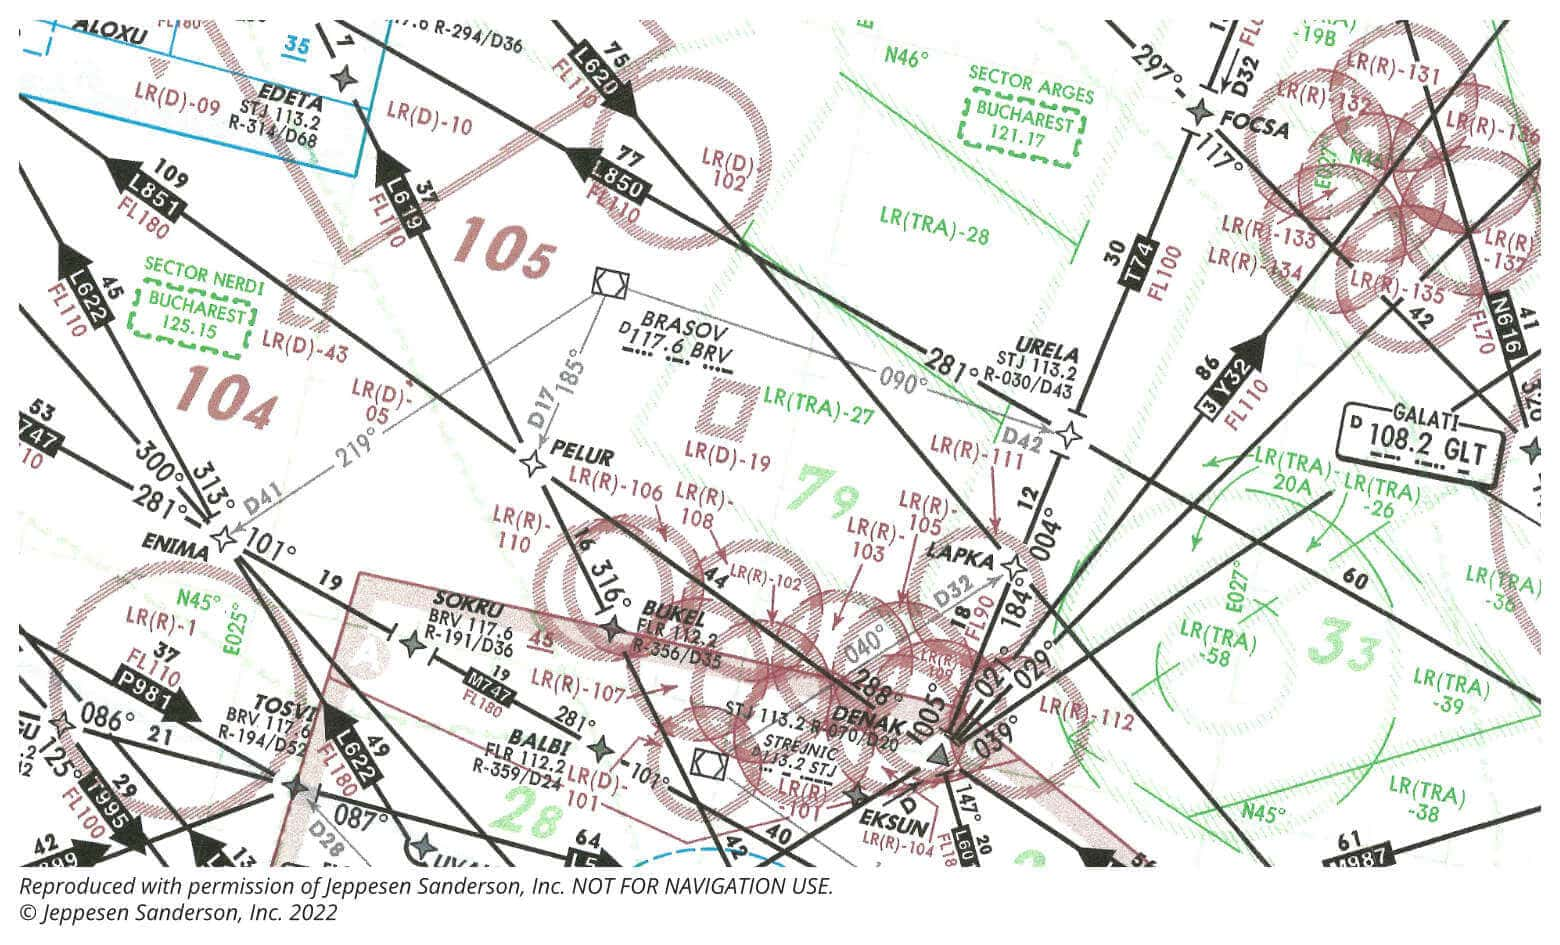 ALOXU
FL180
35
7
17.6 R-294/D36
75
L620
FL110
N46°
SECTOR ARGES
BUCHAREST
121.17
297°
D32
-19B
LR(R)-131
LR(R)-132
LR(R)-136
FOCSA
117°
E027°
LR(D)-09
EDETA
STJ 113.2
R-314/D68
LR(D)-10
LR(D)
102
77
L850
FL110
109
L851
FL180
37
L619
FL110
105
LR(TRA)-28
30
T74
FL100
LR(R)-133
LR(R)-134
LR(R)
-137
LR(R)-135
45
L622
FL110
SECTOR NERDI
BUCHAREST
125.15
LR(D)-43
BRASOV
D117.6 BRV
281°
URELA
STJ 113.2
R-030/D43
42
41
N616
FL70
104
LR(D)-
05
D17
185°
090°
D42
86
3 Y32
FL110
LR(TRA)-27
LR(D)-19
GALATI
D 108.2 GLT
53
747
10
300°
313°
281°
219°
D41
PELUR
LR(R)-106
LR(R)-
108
79
LR(R)-111
LR(R)-
105
LR(R)-
103
LR(TRA)-
20A
LR(TRA)
-26
ENIMA
101°
LR(R)-
110
16
316°
44
LR(R)-102
LAPKA
D32
12
004°
60
N45°
E025°
LR(R)-1
19
SOKRU
BRV 117.6
R-191/D36
45
BUKEL
FLR 112.2
R-356/D35
040°
18
FL90
184°
E027°
LR(TRA)
-36
LR(TRA)
-58
33
37
FL110
P981
A
19
M747
FL180
LR(R)-107
288°
021°
029°
LR(TRA)
-39
086°
21
TOSVI
BRV 117.6
R-194/D52
281°
BALBI
FLR 112.2
R-359/D24
STJ 113.2 R-070/D20
DENAK
005°
039°
LR(R)-112
125°
29
T995
FL100
49
L622
FL180
101°
LR(D)-
101
STREJNIC
113.2 STJ
LR(R)
-101
EKSUN
D
LR(R)-104
147°
20
N45°
LR(TRA)
-38
087°
D28
28
64
L5
40
42
L60
FL18
42
13
61
M987
Reproduced with permission of Jeppesen Sanderson, Inc. NOT FOR NAVIGATION USE.
© Jeppesen Sanderson, Inc. 2022